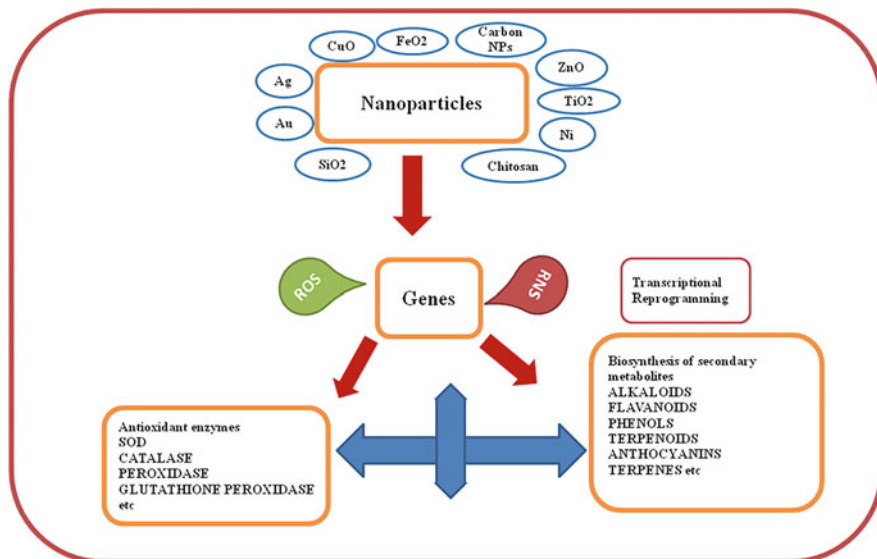 CuO
FeO2
Carbon
NPs
Ag
ZnO
Nanoparticles
TiO2
Au
Ni
SiO2
Chitosan
ROS
Genes
RNS
Transcriptional
Reprogramming
Biosynthesis of secondary
metabolites
ALKALOIDS
FLAVANOIDS
PHENOLS
TERPENOIDS
ANTHOCYANINS
TERPENES etc
Antioxidant enzymes
SOD
CATALASE
PEROXIDASE
GLUTATHIONE PEROXIDASE
etc